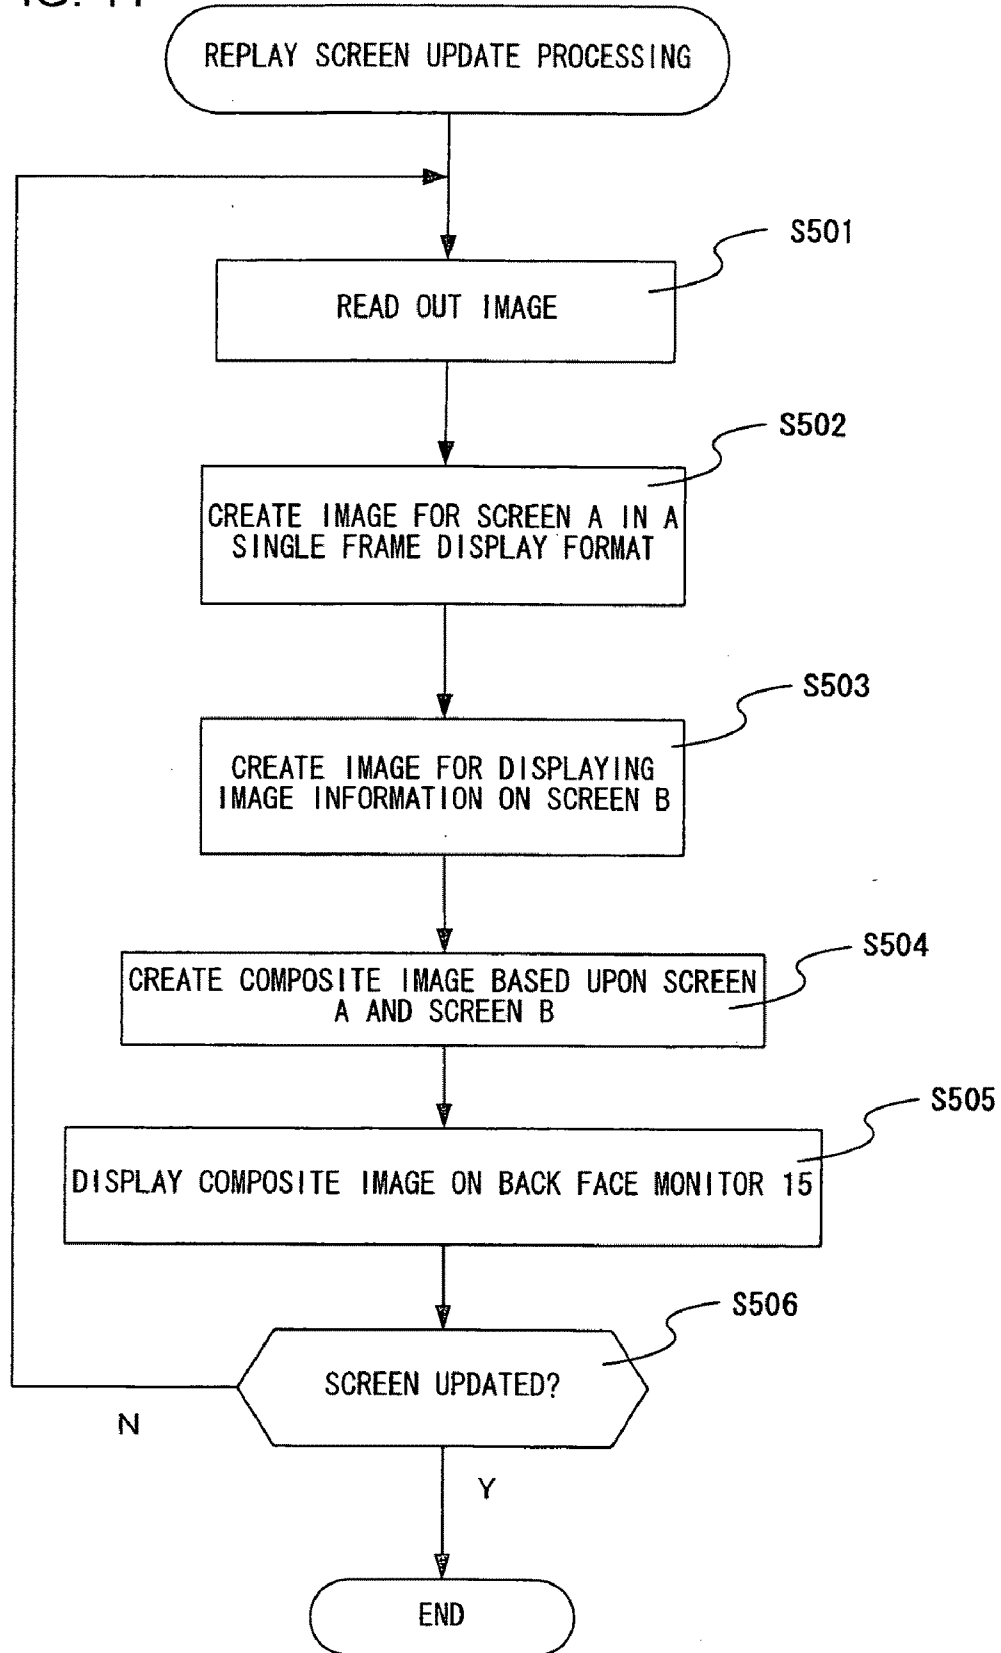 REPLAY SCREEN UPDATE PROCESSING
S501
READ OUT IMAGE
S502
CREATE IMAGE FOR SCREEN A IN A
SINGLE FRAME DISPLAY FORMAT
S503
CREATE IMAGE FOR DISPLAYING
IMAGE INFORMATION ON SCREEN B
S504
CREATE COMPOSITE IMAGE BASED UPON SCREEN
A AND SCREEN B
S505
DISPLAY COMPOSITE IMAGE ON BACK FACE MONITOR 15
S506
SCREEN UPDATED?
N
Y
END